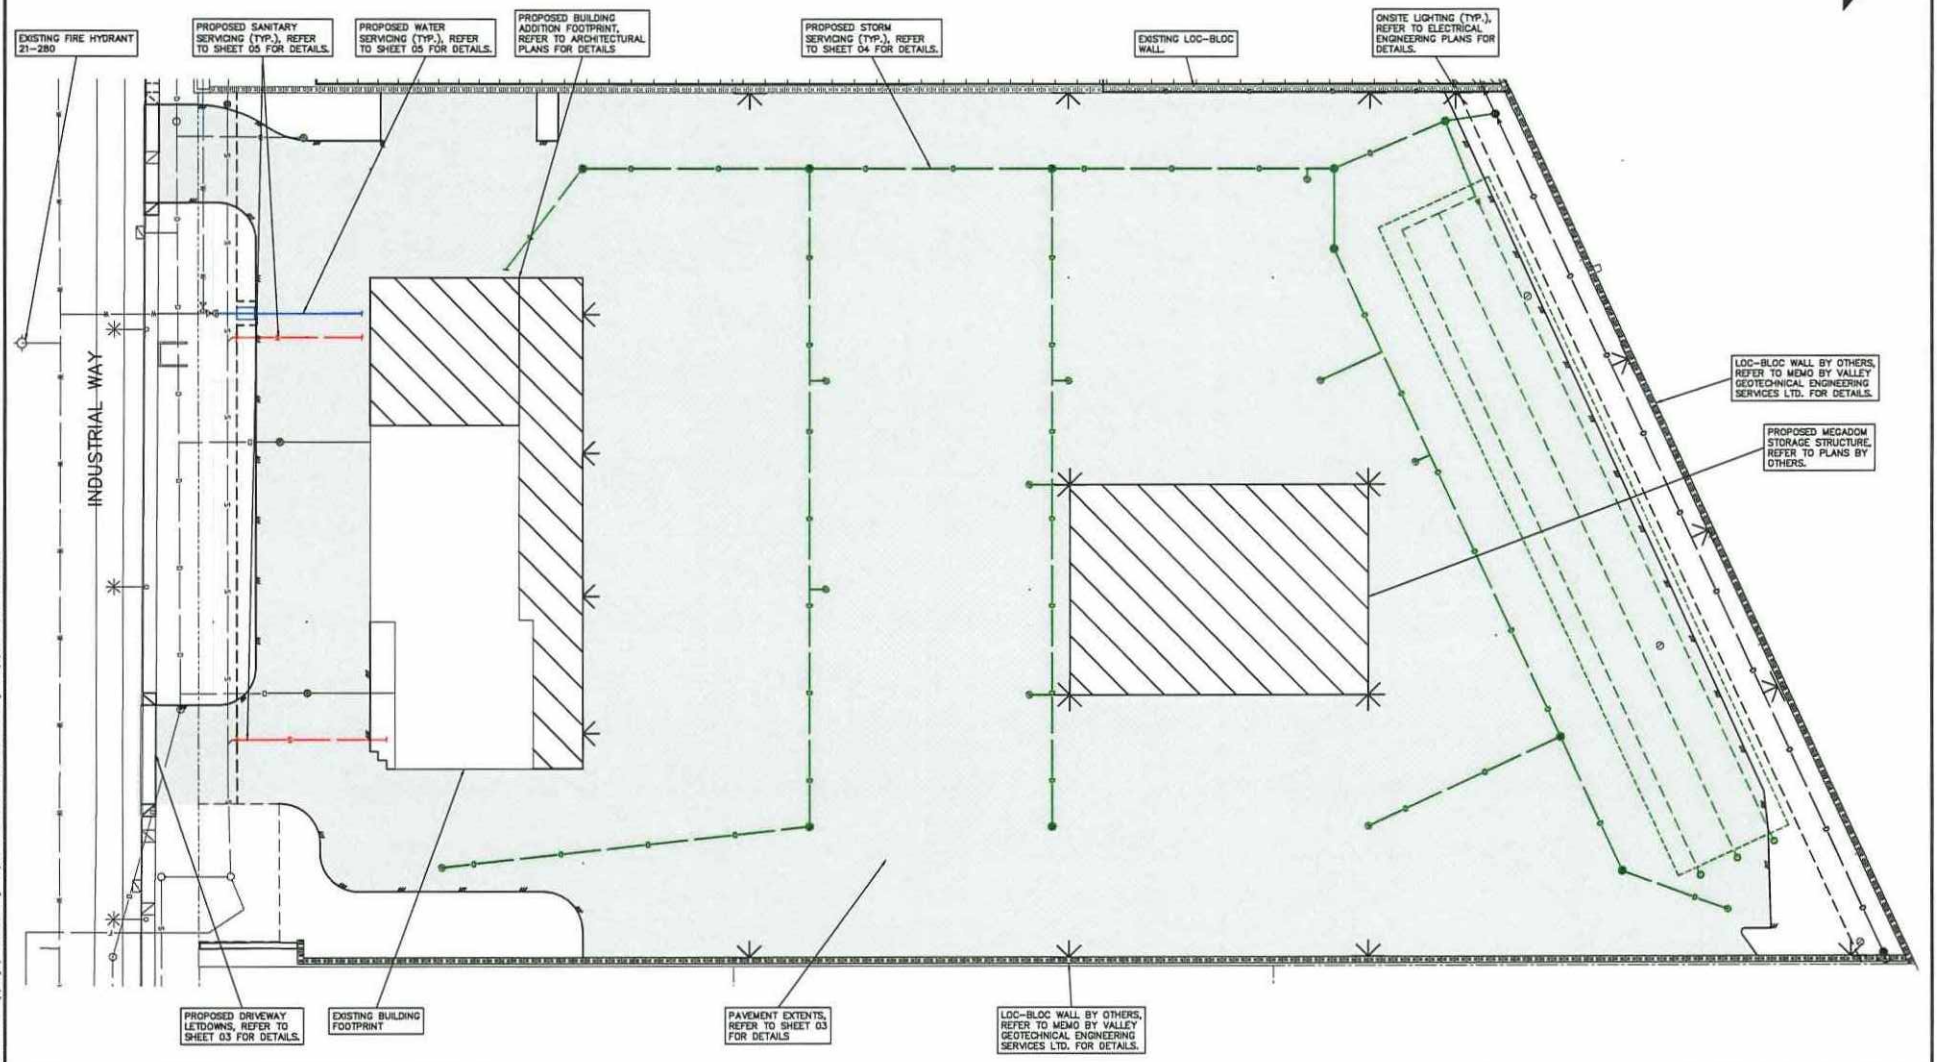 EXISTING FIRE HYDRANT
21-280
PROPOSED SANITARY
SERVICING (TYP.), REFER
TO SHEET 05 FOR DETAILS.
PROPOSED WATER
SERVICING (TYP.), REFER
TO SHEET 05 FOR DETAILS.
PROPOSED BUILDING
ADDITION FOOTPRINT,
REFER TO ARCHITECTURAL
PLANS FOR DETAILS
PROPOSED STORM
SERVICING (TYP.), REFER
TO SHEET 04 FOR DETAILS.
EXISTING LOC-BLOC
WALL.
ONSITE LIGHTING (TYP.),
REFER TO ELECTRICAL
ENGINEERING PLANS FOR
DETAILS.
INDUSTRIAL WAY
LOC-BLOC WALL BY OTHERS,
REFER TO MEMO BY VALLEY
GEOTECHNICAL ENGINEERING
SERVICES LTD. FOR DETAILS.
PROPOSED MEGADOM
STORAGE STRUCTURE,
REFER TO PLANS BY
OTHERS.
PROPOSED DRIVEWAY
LETDOWNS, REFER TO
SHEET 03 FOR DETAILS.
EXISTING BUILDING
FOOTPRINT
PAVEMENT EXTENTS,
REFER TO SHEET 03
FOR DETAILS
LOC-BLOC WALL BY OTHERS,
REFER TO MEMO BY VALLEY
GEOTECHNICAL ENGINEERING
SERVICES LTD. FOR DETAILS.